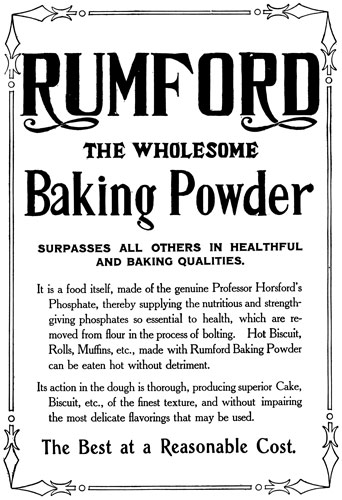 RUMFORD
THE WHOLESOME
Baking Powder
SURPASSES ALL OTHERS IN HEALTHFUL
AND BAKING QUALITIES.
It is a food itself, made of the genuine Professor Horsford's
Phosphate, thereby supplying the nutritious and strength-
giving phosphates so essential to health, which are re-
moved from flour in the process of bolting. Hot Biscuit,
Rolls, Muffins, etc., made with Rumford Baking Powder
can be eaten hot without detriment.
Its action in the dough is thorough, producing superior Cake,
Biscuit, etc., of the finest texture, and without impairing
the most delicate flavorings that may be used.
The Best at a Reasonable Cost.